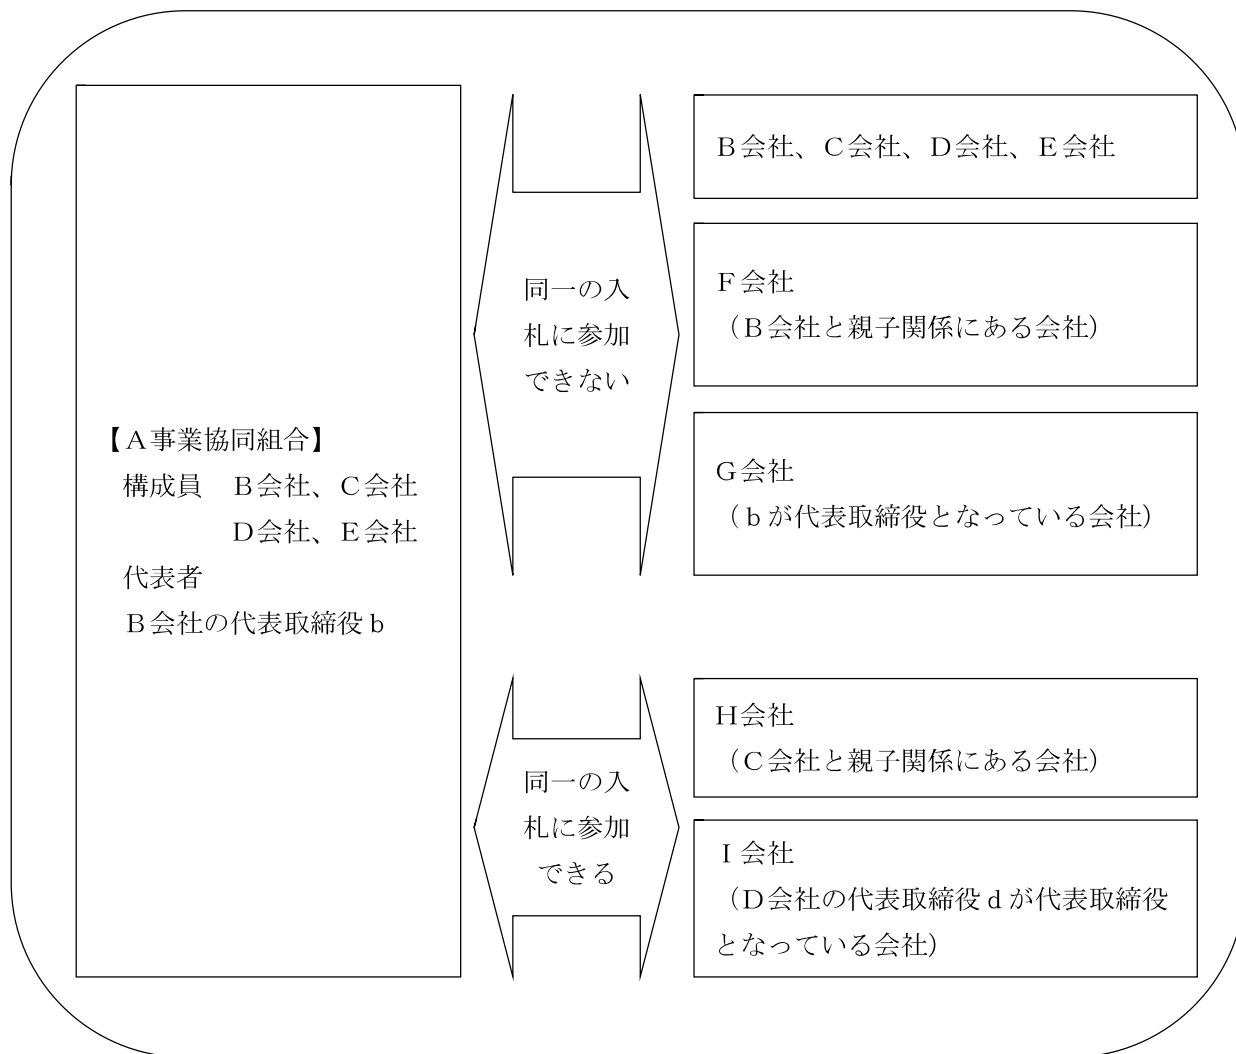 【A事業協同組合】
構成員　B会社、C会社
D会社、E会社
代表者
B会社の代表取締役b
同一の入
札に参加
できない
B会社、C会社、D会社、E会社
F会社
（B会社と親子関係にある会社）
G会社
（bが代表取締役となっている会社）
同一の入
札に参加
できる
H会社
（C会社と親子関係にある会社）
I会社
（D会社の代表取締役dが代表取締役
となっている会社）